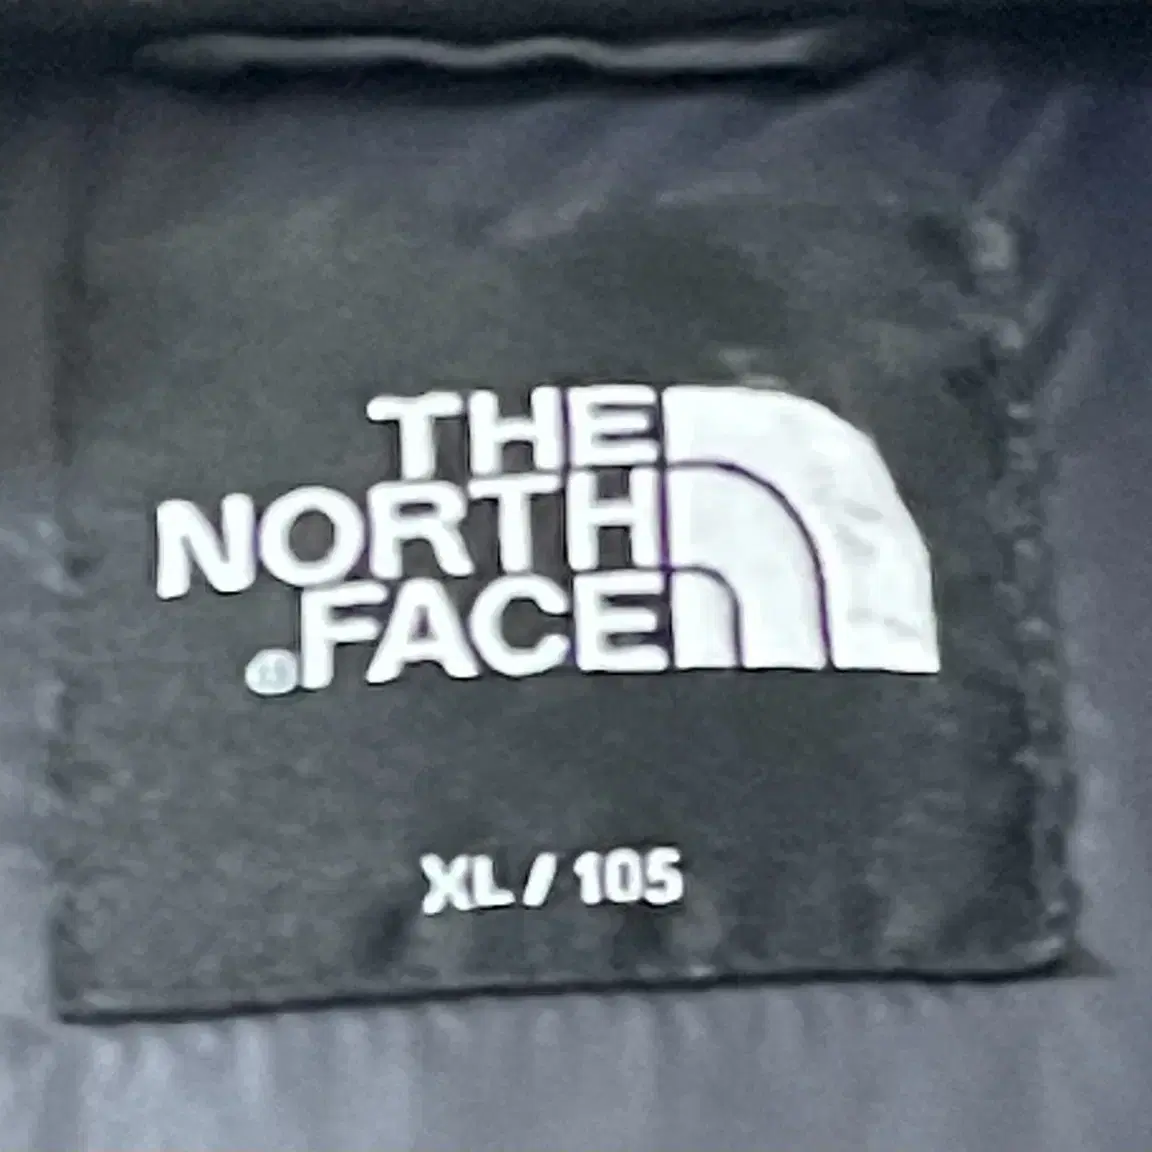 THE
NORTH
FACE
XL / 105